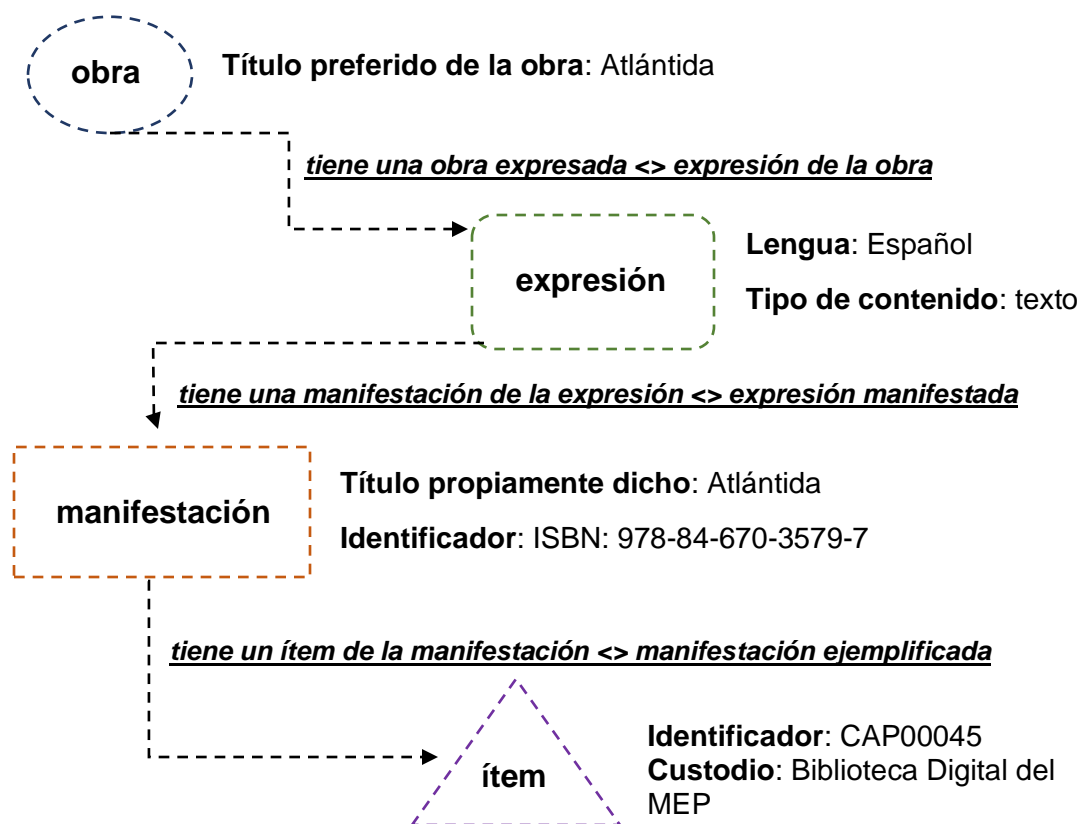 obra
Título preferido de la obra: Atlántida
tiene una obra expresada <> expresión de la obra
expresión
Lengua: Español
Tipo de contenido: texto
tiene una manifestación de la expresión <> expresión manifestada
manifestación
Título propiamente dicho: Atlántida
Identificador: ISBN: 978-84-670-3579-7
tiene un ítem de la manifestación <> manifestación ejemplificada
ítem
Identificador: CAP00045
Custodio: Biblioteca Digital del
MEP